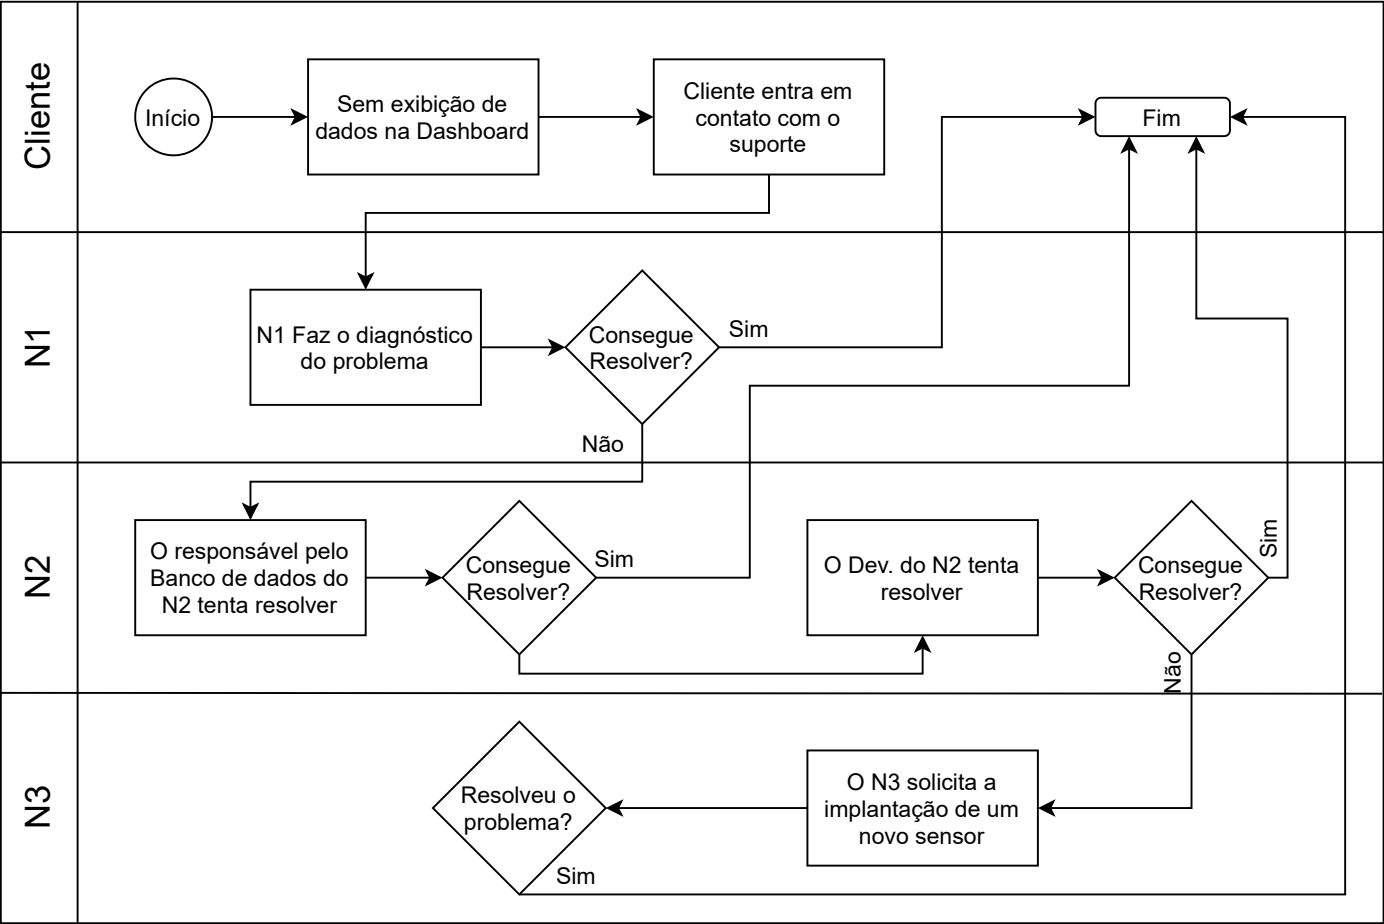 Cliente
Início
Sem exibição de
dados na Dashboard
Cliente entra em
contato com o
suporte
Fim
N1
N1 Faz o diagnóstico
do problema
Consegue
Resolver?
Sim
Não
N2
O responsável pelo
Banco de dados do
N2 tenta resolver
Consegue
Resolver?
Sim
O Dev. do N2 tenta
resolver
Consegue
Resolver?
Sim
Não
N3
O N3 solicita a
implantação de um
novo sensor
Resolveu o
problema?
Sim